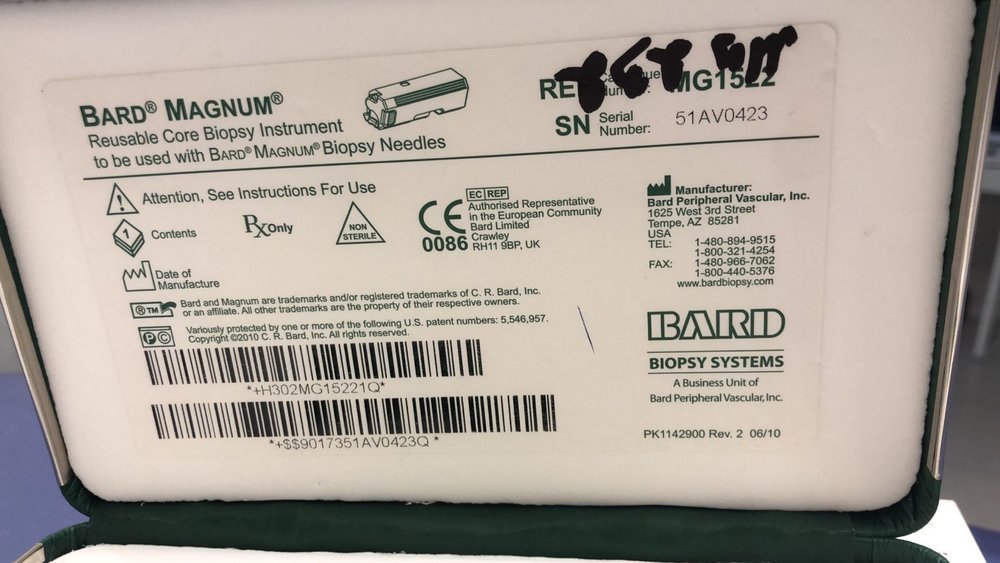 BARD® MAGNUM®
Reusable Core Biopsy Instrument
to be used with BARD® MAGNUM® Biopsy Needles
MG1522
SN Serial Number: 51AV0423
Attention, See Instructions For Use
1 Contents
Rx Only
NON STERILE
CE 0086
EC REP
Authorised Representative
in the European Community
Bard Limited
Crawley
RH11 9BP, UK
Manufacturer:
Bard Peripheral Vascular, Inc.
1625 West 3rd Street
Tempe, AZ 85281
USA
TEL: 1-480-894-9515
1-800-321-4254
FAX: 1-480-966-7062
1-800-440-5376
www.bardbiopsy.com
Date of
Manufacture
® TM
Bard and Magnum are trademarks and/or registered trademarks of C. R. Bard, Inc.
or an affiliate. All other trademarks are the property of their respective owners.
P C
Variously protected by one or more of the following U.S. patent numbers: 5,546,957.
Copyright ©2010 C. R. Bard, Inc. All rights reserved.
*+H302MG15221Q*
*+$$9017351AV0423Q*
BARD
BIOPSY SYSTEMS
A Business Unit of
Bard Peripheral Vascular, Inc.
PK1142900 Rev. 2 06/10